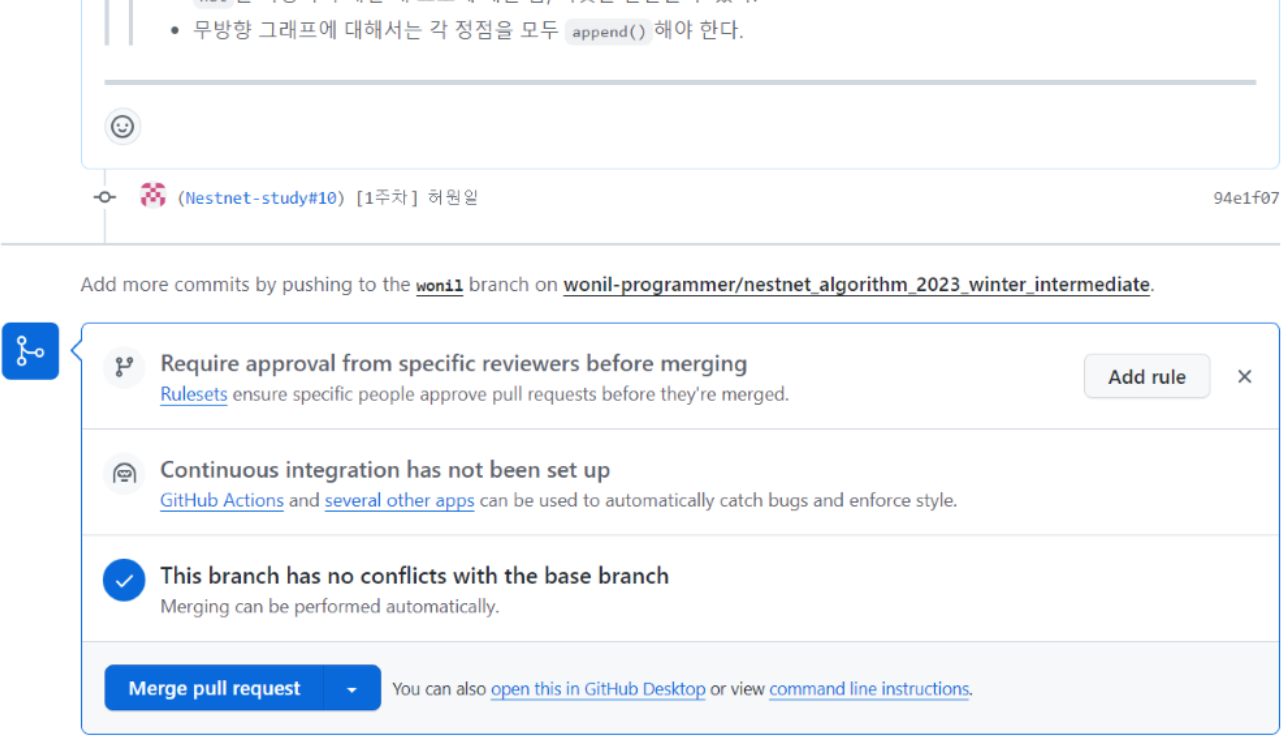 무방향 그래프에 대해서는 각 정점을 모두 append() 해야 한다.
(Nestnet-study#10) [1주차] 허원일 94e1f07
Add more commits by pushing to the wonil branch on wonil-programmer/nestnet_algorithm_2023_winter_intermediate.
Require approval from specific reviewers before merging
Rulesets ensure specific people approve pull requests before they're merged.
Add rule
Continuous integration has not been set up
GitHub Actions and several other apps can be used to automatically catch bugs and enforce style.
This branch has no conflicts with the base branch
Merging can be performed automatically.
Merge pull request You can also open this in GitHub Desktop or view command line instructions.